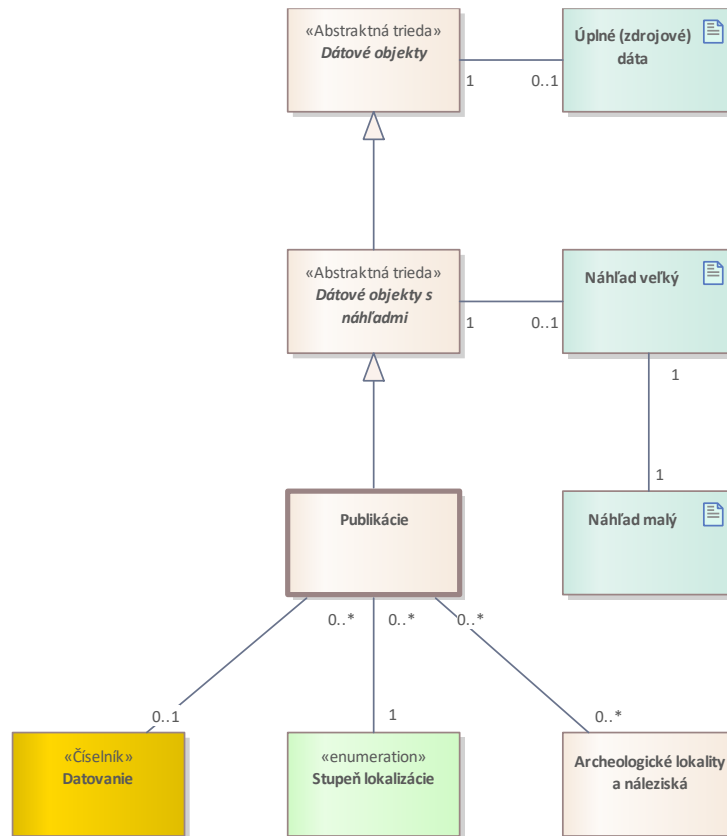 «Abstraktná trieda»
Dátové objekty
Úplné (zdrojové)
dáta
1
0..1
«Abstraktná trieda»
Dátové objekty s
náhľadmi
Náhľad veľký
1
0..1
1
1
Publikácie
Náhľad malý
0..*
0..*
0..*
0..1
1
0..*
«Číselník»
Datovanie
«enumeration»
Stupeň lokalizácie
Archeologické lokality
a náleziská